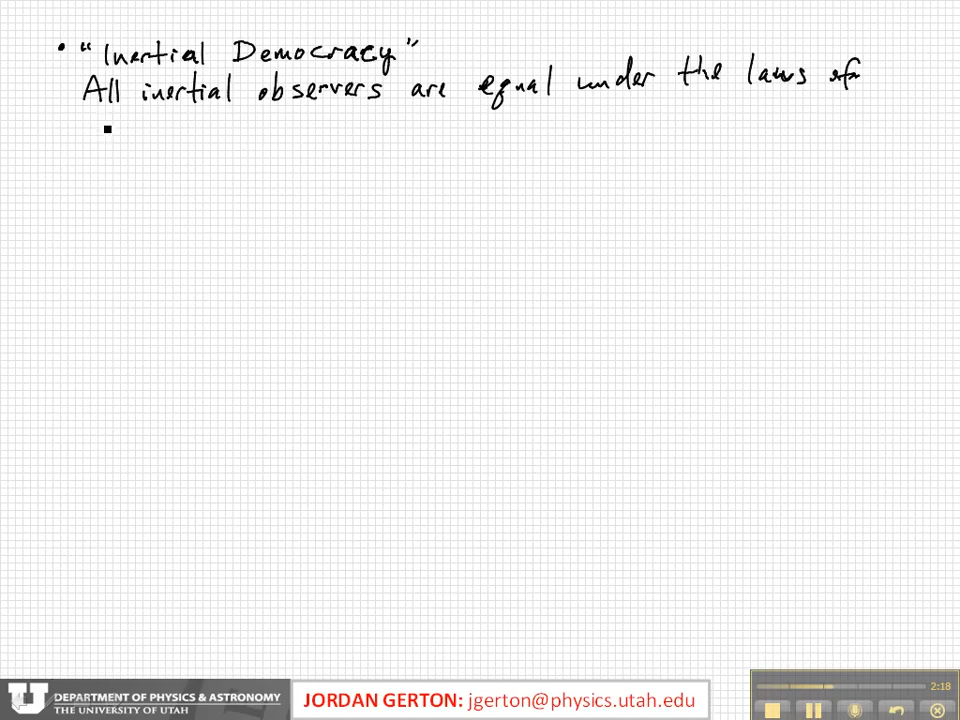 • "Inertial Democracy"
All inertial observers are equal under the laws of
DEPARTMENT OF PHYSICS & ASTRONOMY
THE UNIVERSITY OF UTAH
JORDAN GERTON: jgerton@physics.utah.edu
2:18